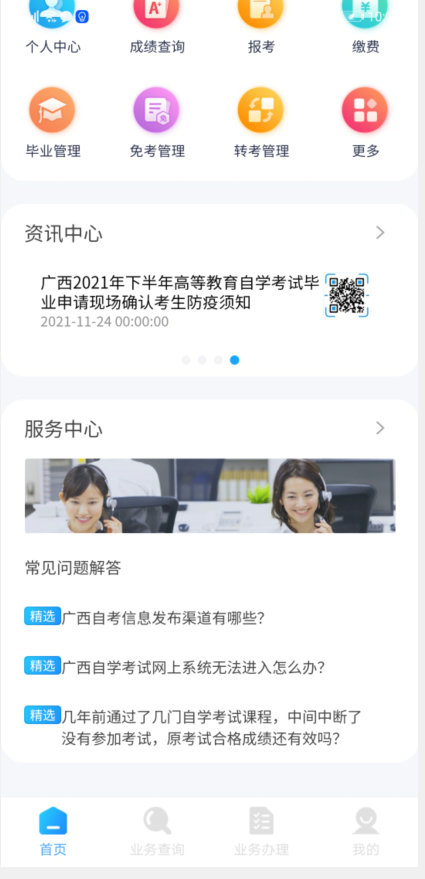 个人中心 成绩查询 报考 缴费
毕业管理 免考管理 转考管理 更多
资讯中心
广西2021年下半年高等教育自学考试毕
业申请现场确认考生防疫须知
2021-11-24 00:00:00
服务中心
常见问题解答
精选 广西自考信息发布渠道有哪些?
精选 广西自学考试网上系统无法进入怎么办?
精选 几年前通过了几门自学考试课程，中间中断了
没有参加考试，原考试合格成绩还有效吗?
首页 业务查询 业务办理 我的